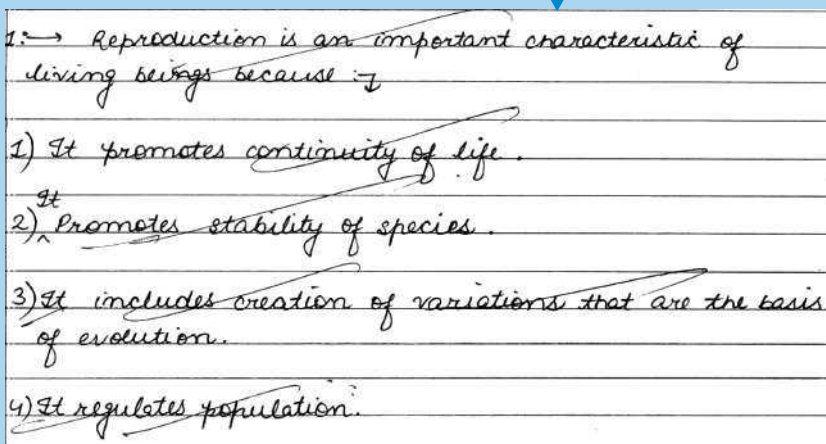 1:→ Reproduction is an important characteristic of
living beings because :-
1) It promotes continuity of life.
It
2) ^ Promotes stability of species.
3) It includes creation of variations that are the basis
of evolution.
4) It regulates population.